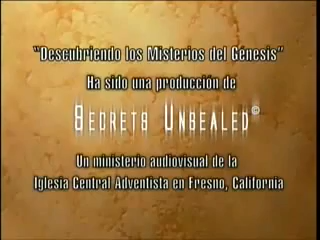 “Descubriendo los Misterios del Génesis”
Ha sido una producción de
Secrets Unsealed©
Un ministerio audiovisual de la
Iglesia Central Adventista en Fresno, California